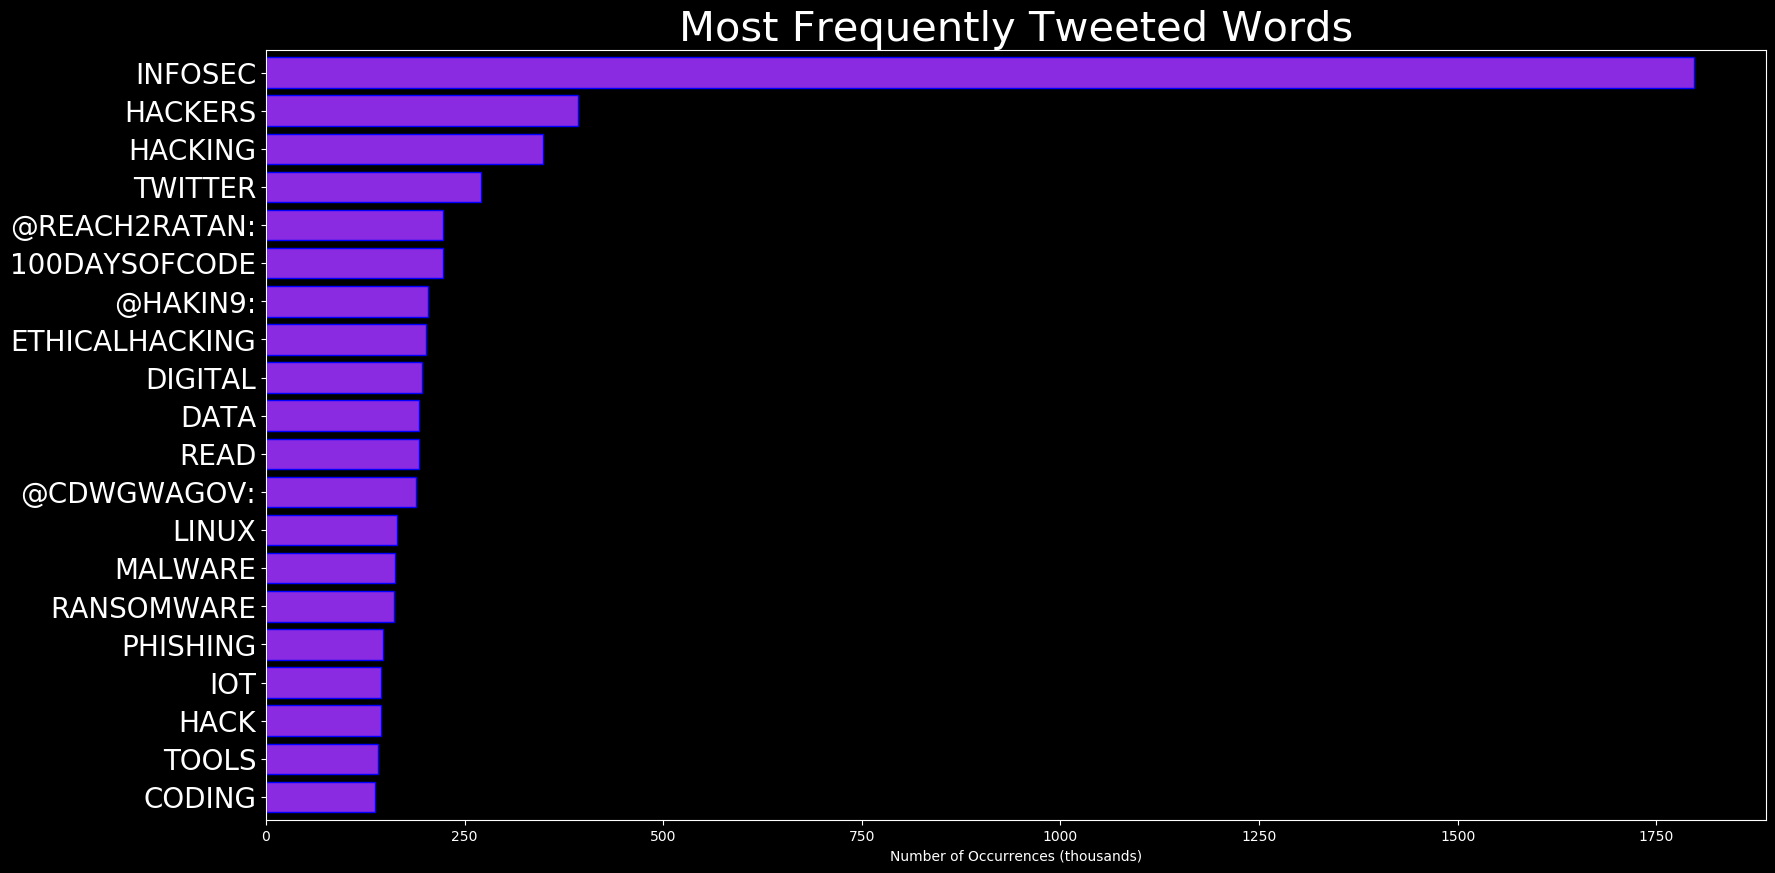 Most Frequently Tweeted Words
INFOSEC
HACKERS
HACKING
TWITTER
@REACH2RATAN:
100DAYSOFCODE
@HAKIN9:
ETHICALHACKING
DIGITAL
DATA
READ
@CDWGWAGOV:
LINUX
MALWARE
RANSOMWARE
PHISHING
IOT
HACK
TOOLS
CODING
0 250 500 750 1000 1250 1500 1750
Number of Occurrences (thousands)